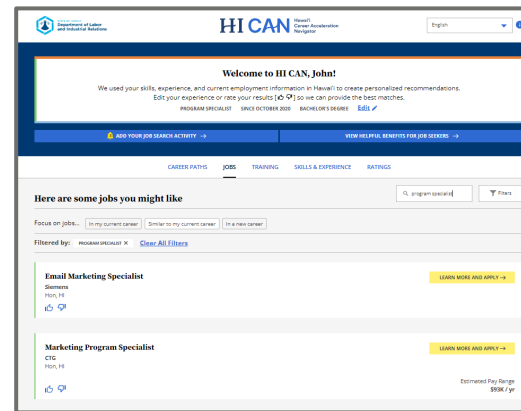 STATE OF HAWAII
Department of Labor
and Industrial Relations
HI CAN
Hawai‘i
Career Acceleration
Navigator
English
Welcome to HI CAN, John!
We used your skills, experience, and current employment information in Hawai‘i to create personalized recommendations.
Edit your experience or rate your results [ ] so we can provide the best matches.
PROGRAM SPECIALIST SINCE OCTOBER 2020 BACHELOR'S DEGREE Edit
ADD YOUR JOB SEARCH ACTIVITY →
VIEW HELPFUL BENEFITS FOR JOB SEEKERS →
CAREER PATHS JOBS TRAINING SKILLS & EXPERIENCE RATINGS
Here are some jobs you might like
program specialist
Filters
Focus on jobs... In my current career Similar to my current career In a new career
Filtered by: PROGRAM SPECIALIST X Clear All Filters
Email Marketing Specialist
LEARN MORE AND APPLY →
Siemens
Hon, HI
Marketing Program Specialist
LEARN MORE AND APPLY →
CTG
Hon, HI
Estimated Pay Range
$93K / yr